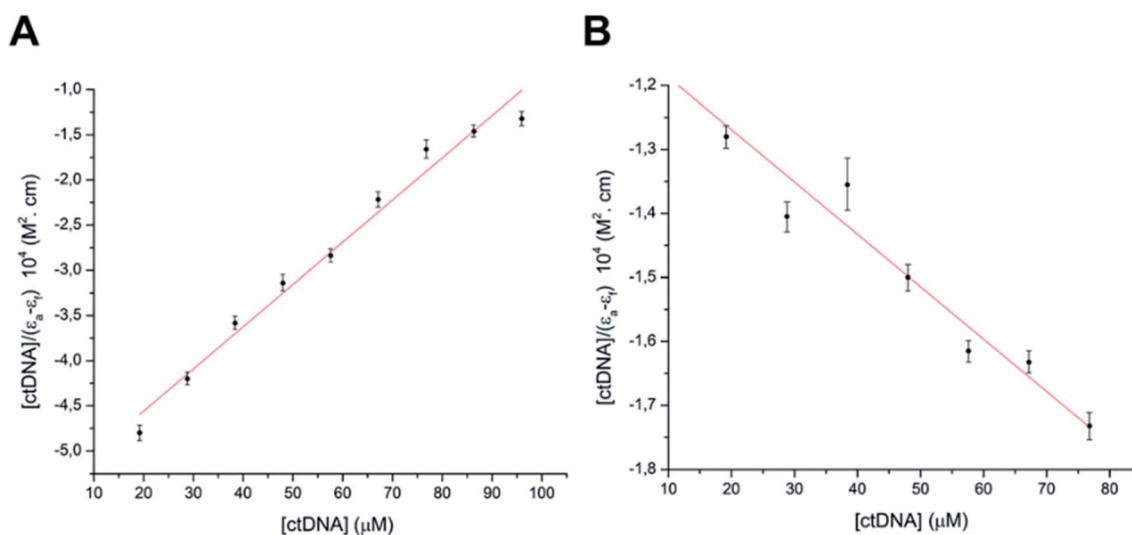 A
B
[ctDNA]/(εa-εf) 10⁴ (M². cm)
-1,0
-1,5
-2,0
-2,5
-3,0
-3,5
-4,0
-4,5
-5,0
10 20 30 40 50 60 70 80 90 100
[ctDNA] (μM)
[ctDNA]/(εa-εf) 10⁴ (M². cm)
-1,2
-1,3
-1,4
-1,5
-1,6
-1,7
-1,8
10 20 30 40 50 60 70 80
[ctDNA] (μM)